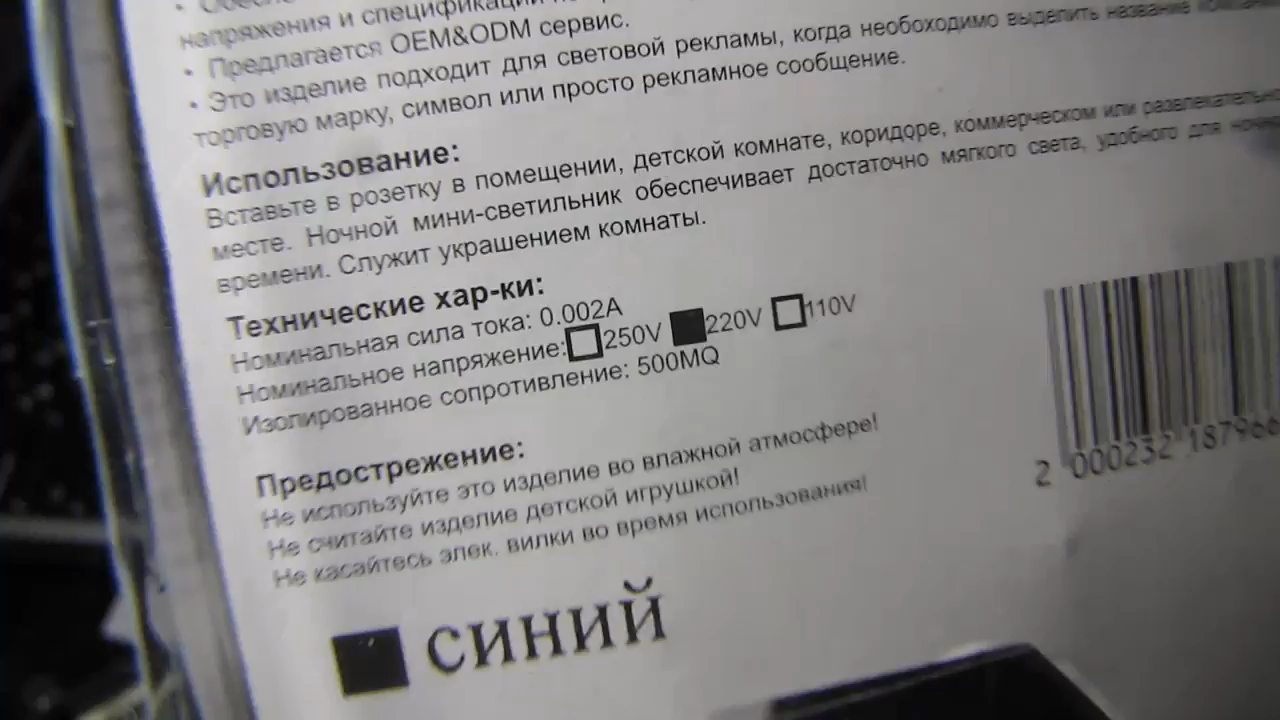 напряжения и спецификаций
• Предлагается OEM&ODM сервис.
• Это изделие подходит для световой рекламы, когда необходимо выделить название
торговую марку, символ или просто рекламное сообщение.
Использование:
Вставьте в розетку в помещении, детской комнате, коридоре, коммерческом или
месте. Ночной мини-светильник обеспечивает достаточно мягкого света, удобного для
времени. Служит украшением комнаты.
Технические хар-ки:
Номинальная сила тока: 0.002A
Номинальное напряжение: 250V 220V 110V
Изолированное сопротивление: 500MQ
Предострежение:
Не используйте это изделие во влажной атмосфере!
Не считайте изделие детской игрушкой!
Не касайтесь элек. вилки во время использования!
синий
2 000232 187966